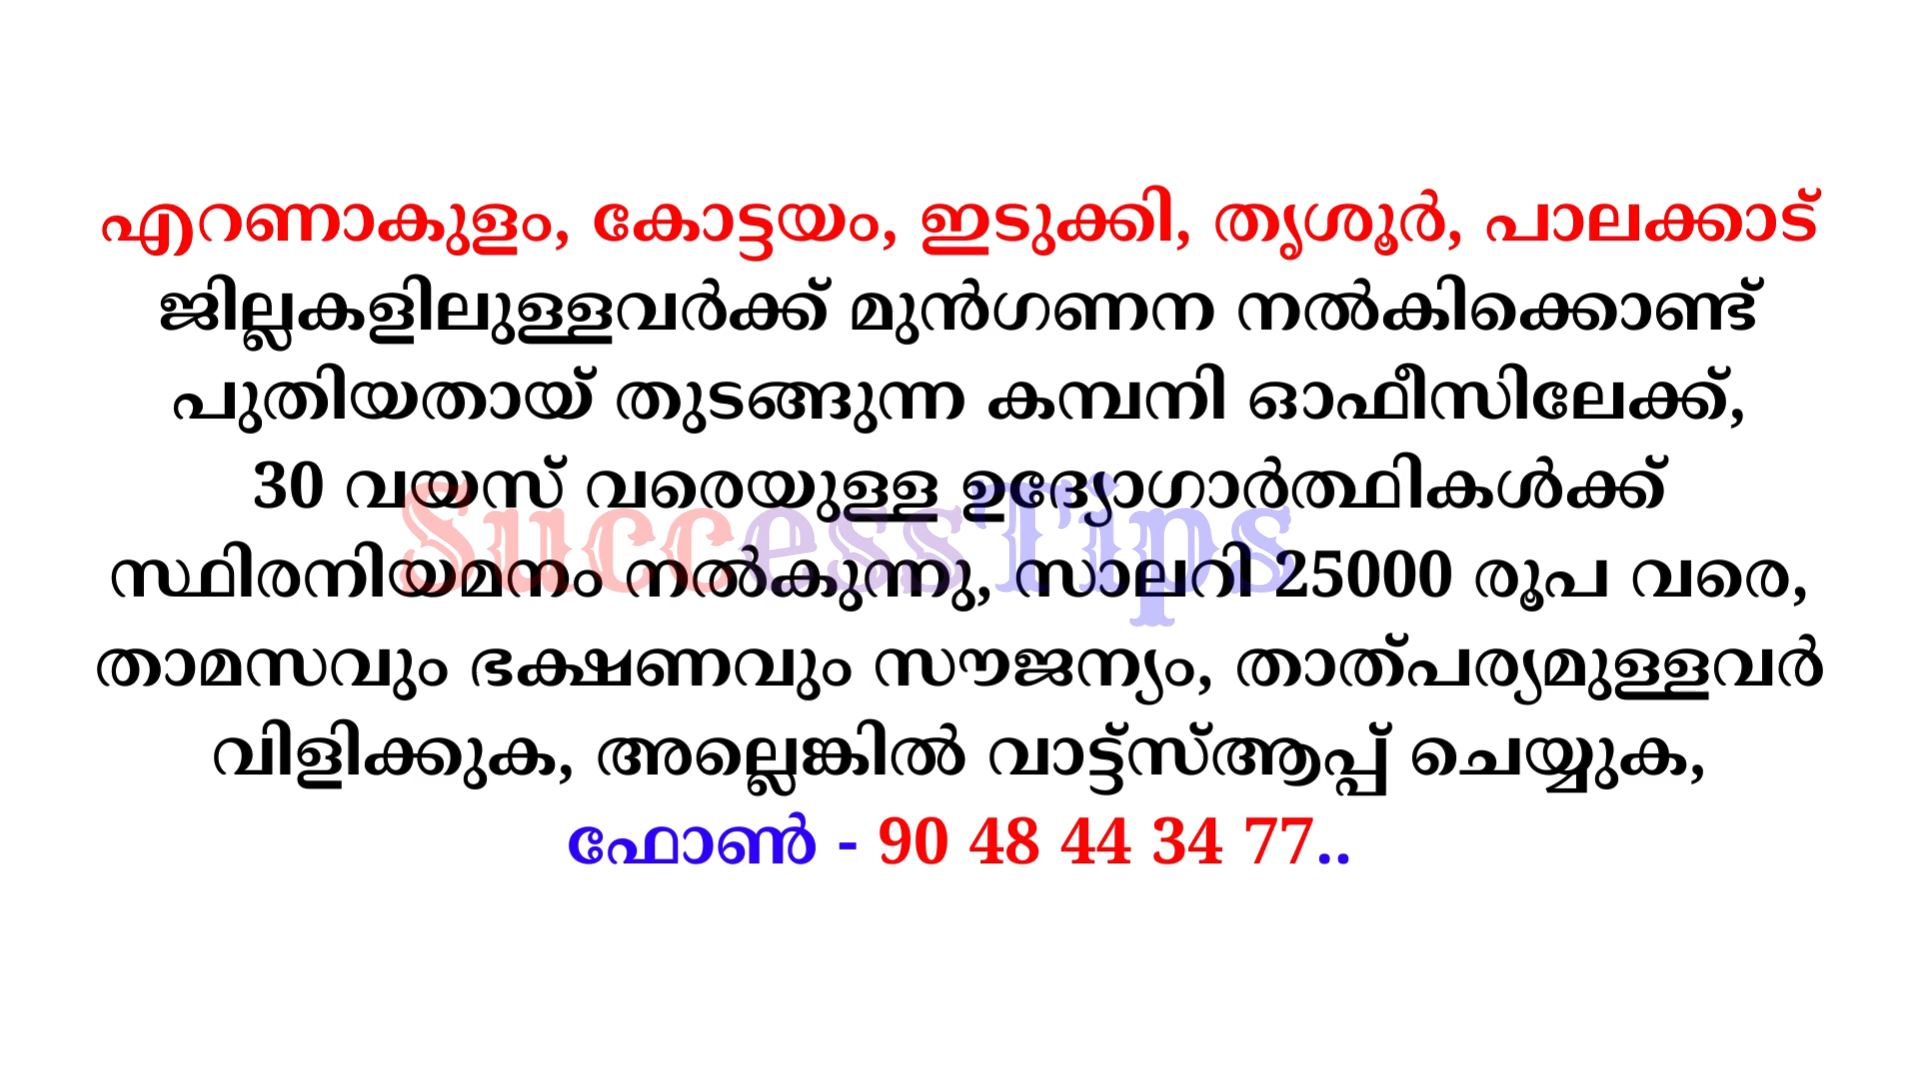 എറണാകുളം, കോട്ടയം, ഇടുക്കി, തൃശൂർ, പാലക്കാട്
ജില്ലകളിലുള്ളവർക്ക് മുൻഗണന നൽകിക്കൊണ്ട്
പുതിയതായ് തുടങ്ങുന്ന കമ്പനി ഓഫീസിലേക്ക്,
30 വയസ് വരെയുള്ള ഉദ്യോഗാർത്ഥികൾക്ക്
SuccessTips
സ്ഥിരനിയമനം നൽകുന്നു, സാലറി 25000 രൂപ വരെ,
താമസവും ഭക്ഷണവും സൗജന്യം, താത്പര്യമുള്ളവർ
വിളിക്കുക, അല്ലെങ്കിൽ വാട്ട്സ്ആപ്പ് ചെയ്യുക,
ഫോൺ - 90 48 44 34 77..